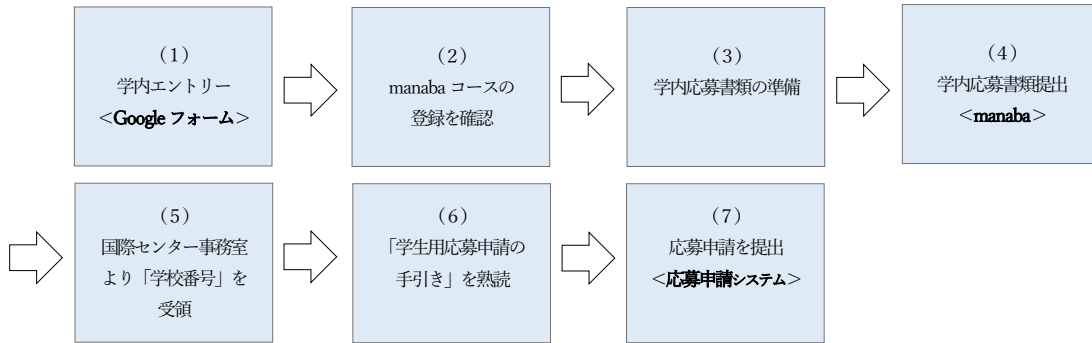 （1）
学内エントリー
＜Google フォーム＞
（2）
manaba コースの
登録を確認
（3）
学内応募書類の準備
（4）
学内応募書類提出
＜manaba＞
（5）
国際センター事務室
より「学校番号」を
受領
（6）
「学生用応募申請の
手引き」を熟読
（7）
応募申請を提出
＜応募申請システム＞